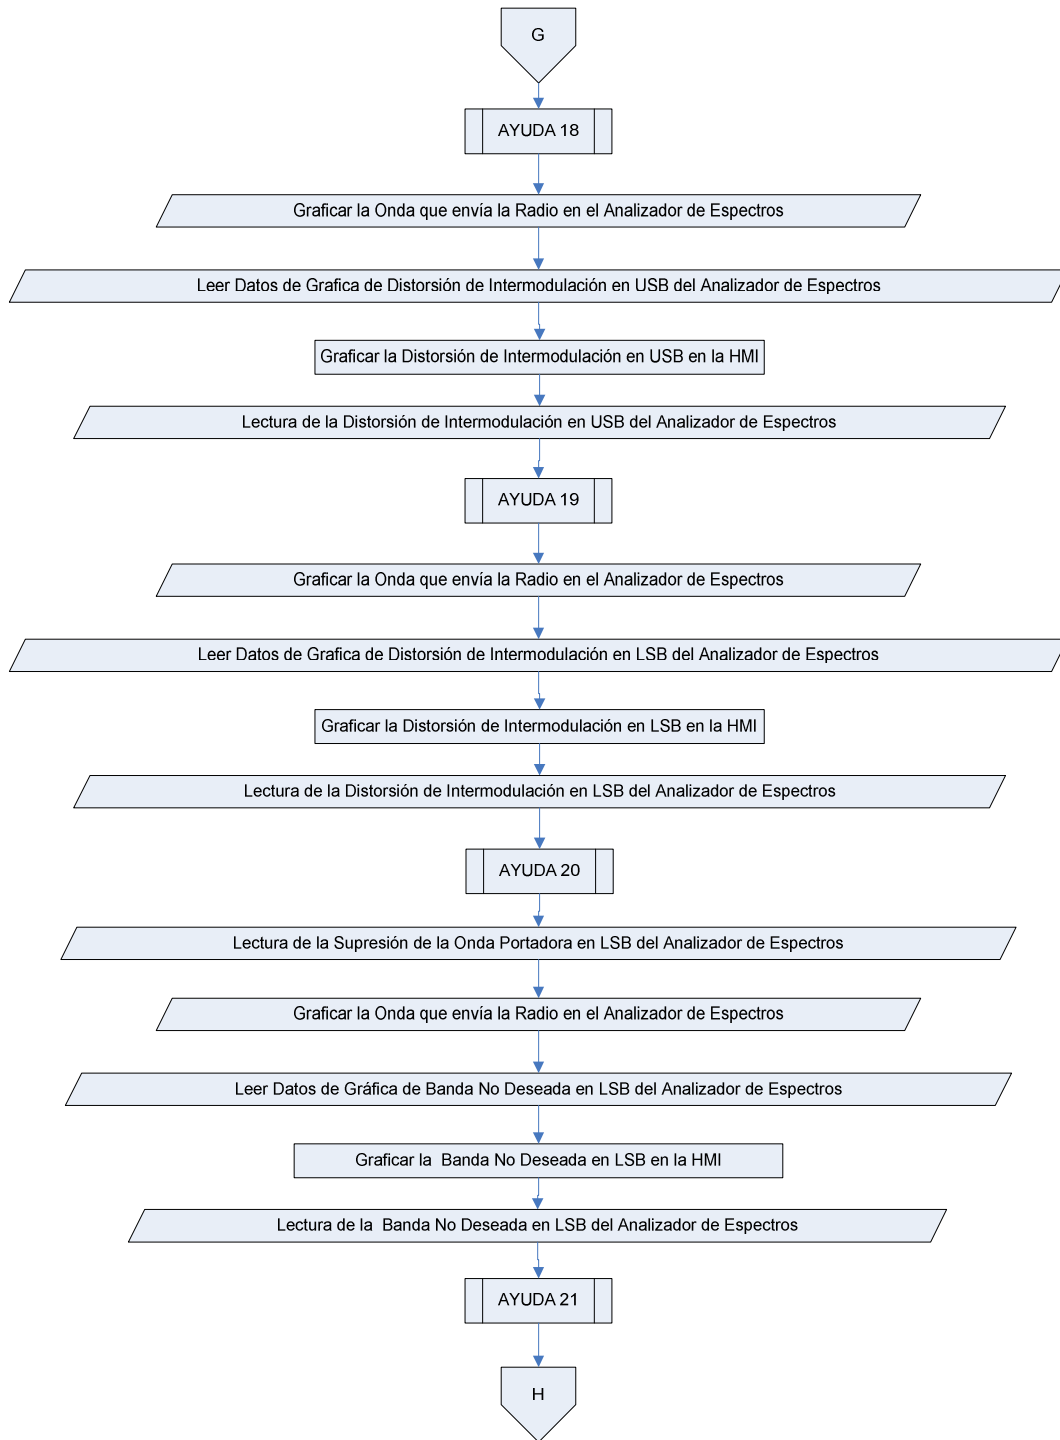 G
AYUDA 18
Graficar la Onda que envía la Radio en el Analizador de Espectros
Leer Datos de Grafica de Distorsión de Intermodulación en USB del Analizador de Espectros
Graficar la Distorsión de Intermodulación en USB en la HMI
Lectura de la Distorsión de Intermodulación en USB del Analizador de Espectros
AYUDA 19
Graficar la Onda que envía la Radio en el Analizador de Espectros
Leer Datos de Grafica de Distorsión de Intermodulación en LSB del Analizador de Espectros
Graficar la Distorsión de Intermodulación en LSB en la HMI
Lectura de la Distorsión de Intermodulación en LSB del Analizador de Espectros
AYUDA 20
Lectura de la Supresión de la Onda Portadora en LSB del Analizador de Espectros
Graficar la Onda que envía la Radio en el Analizador de Espectros
Leer Datos de Gráfica de Banda No Deseada en LSB del Analizador de Espectros
Graficar la  Banda No Deseada en LSB en la HMI
Lectura de la  Banda No Deseada en LSB del Analizador de Espectros
AYUDA 21
H